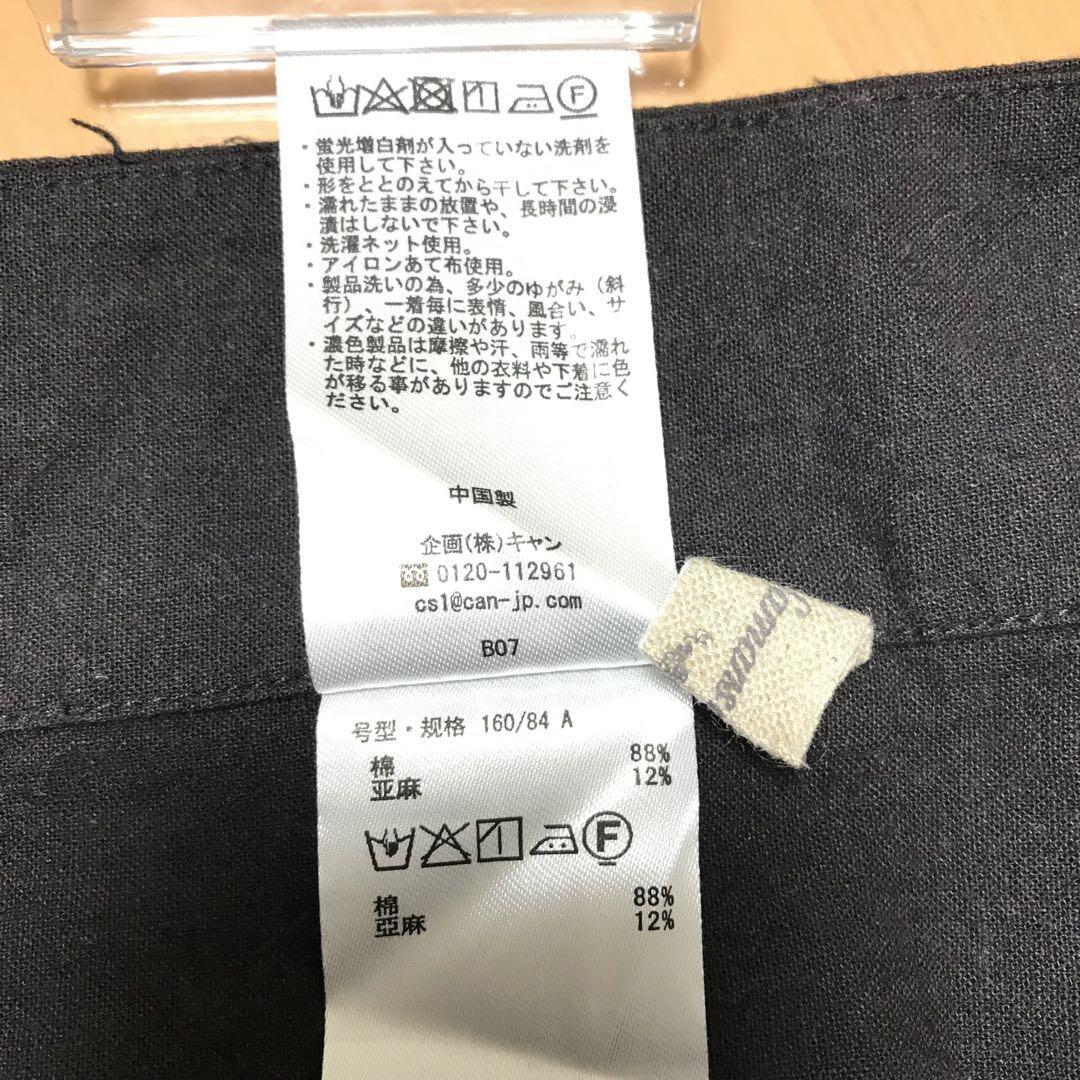 F
・蛍光増白剤が入っていない洗剤を
使用して下さい。
・形をととのえてから干して下さい。
・濡れたままの放置や、長時間の浸
漬はしないで下さい。
・洗濯ネット使用。
・アイロンあて布使用。
・製品洗いの為、多少のゆがみ（斜
行）、一着毎に表情、風合い、サ
イズなどの違いがあります。
・濃色製品は摩擦や汗、雨等で濡れ
た時などに、他の衣料や下着に色
が移る事がありますのでご注意く
ださい。
中国製
企画(株)キャン
0120-112961
cs1@can-jp.com
B07
号型・规格 160/84 A
棉 88%
亚麻 12%
F
棉 88%
亞麻 12%